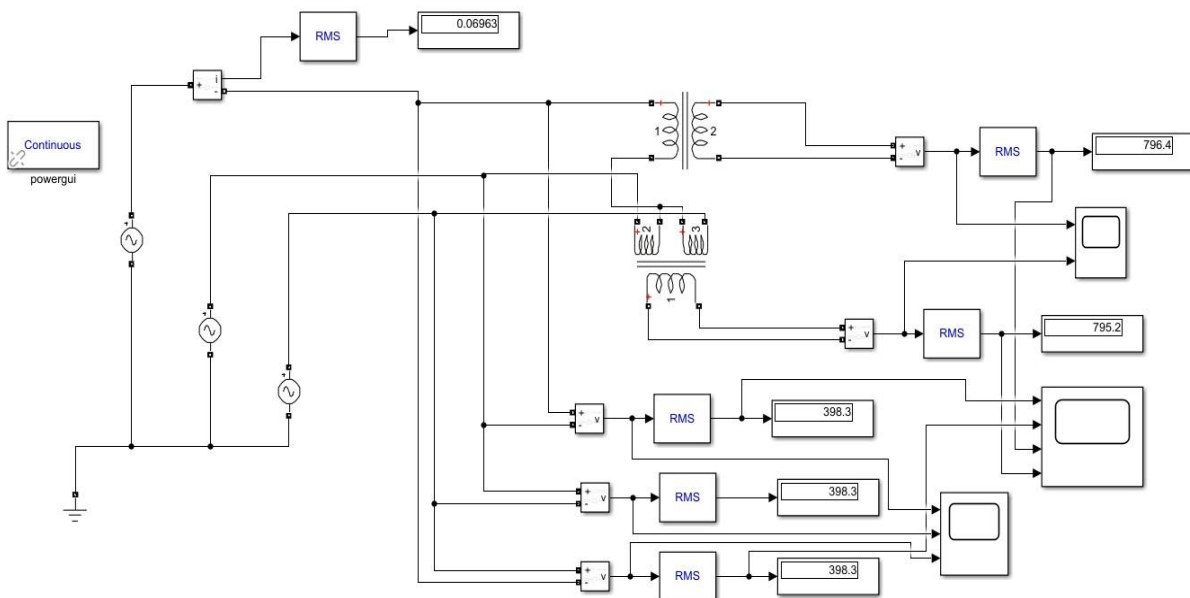 RMS
0.06963
i
+
-
Continuous
powergui
1
2
+
-
v
RMS
796.4
2
3
1
+
-
v
RMS
795.2
+
-
v
RMS
398.3
+
-
v
RMS
398.3
+
-
v
RMS
398.3